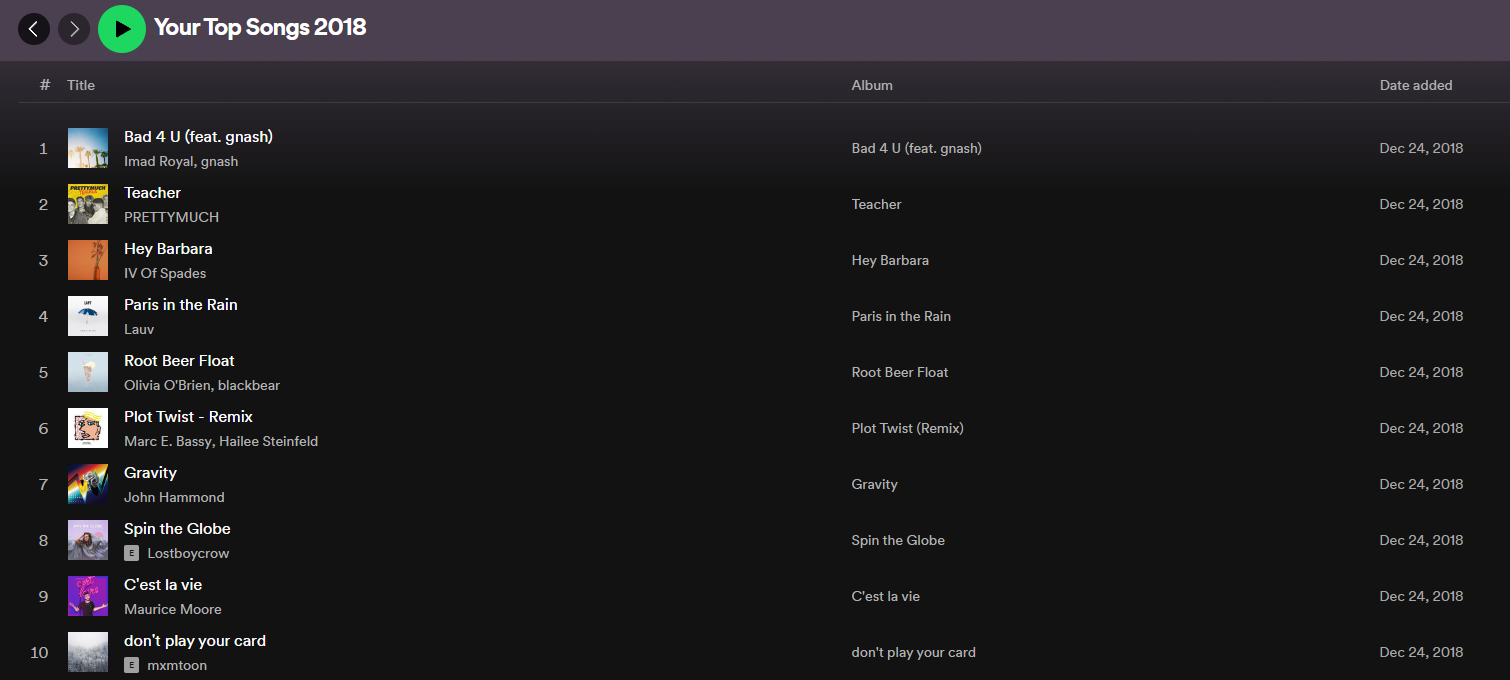 Your Top Songs 2018
# Title Album Date added
1 Bad 4 U (feat. gnash) Bad 4 U (feat. gnash) Dec 24, 2018
Imad Royal, gnash
2 Teacher Teacher Dec 24, 2018
PRETTYMUCH
3 Hey Barbara Hey Barbara Dec 24, 2018
IV Of Spades
4 Paris in the Rain Paris in the Rain Dec 24, 2018
Lauv
5 Root Beer Float Root Beer Float Dec 24, 2018
Olivia O'Brien, blackbear
6 Plot Twist - Remix Plot Twist (Remix) Dec 24, 2018
Marc E. Bassy, Hailee Steinfeld
7 Gravity Gravity Dec 24, 2018
John Hammond
8 Spin the Globe Spin the Globe Dec 24, 2018
E Lostboycrow
9 C'est la vie C'est la vie Dec 24, 2018
Maurice Moore
10 don't play your card don't play your card Dec 24, 2018
E mxmtoon